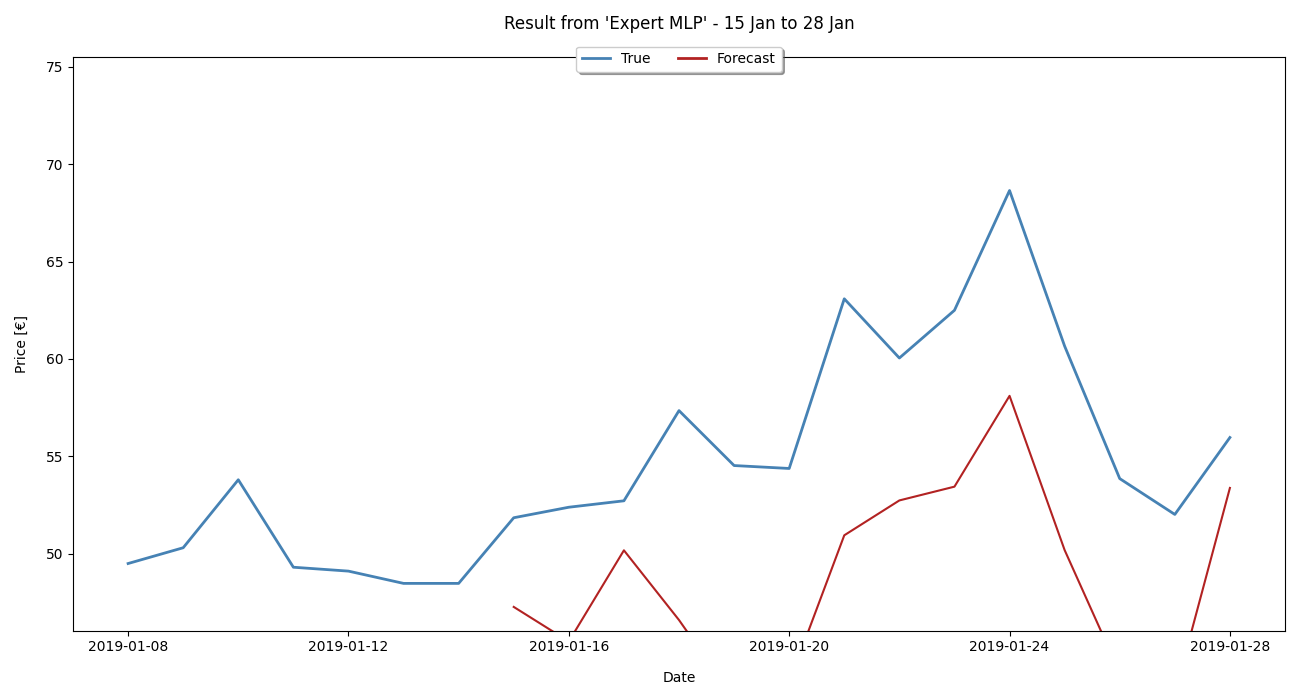 Result from 'Expert MLP' - 15 Jan to 28 Jan
True Forecast
75
70
65
60
55
50
Price [€]
2019-01-08 2019-01-12 2019-01-16 2019-01-20 2019-01-24 2019-01-28
Date